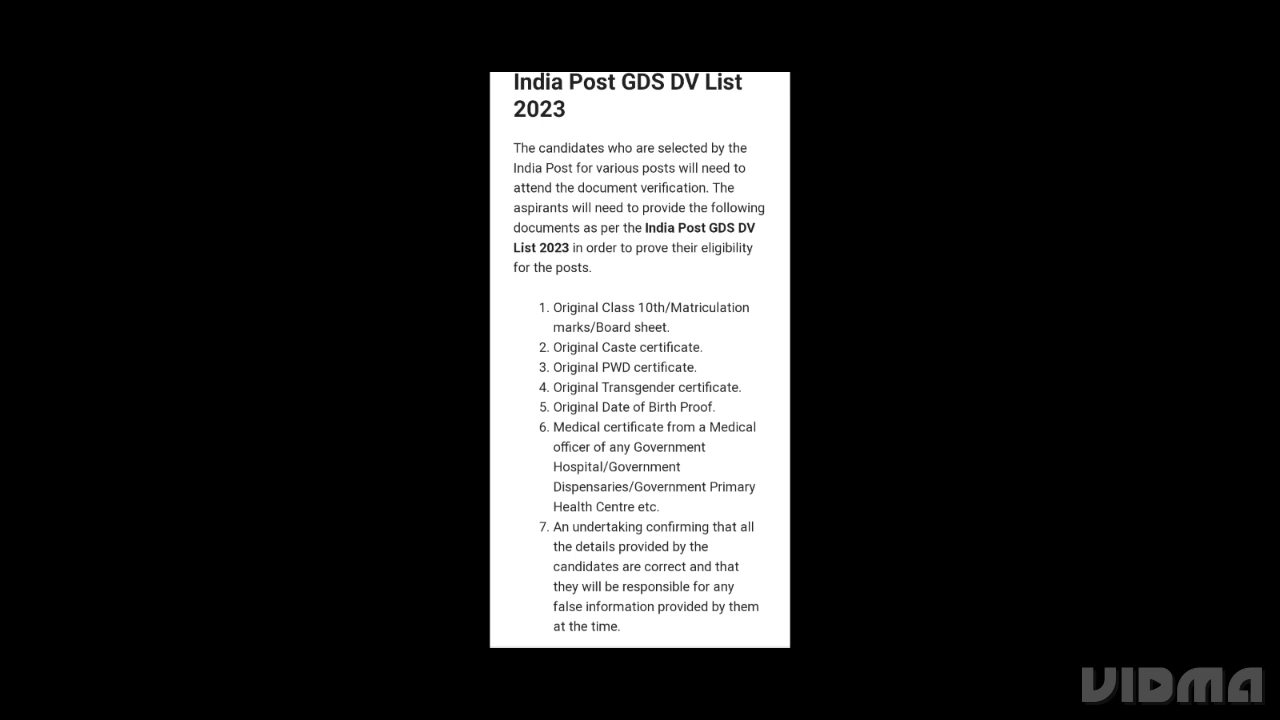 India Post GDS DV List
2023
The candidates who are selected by the
India Post for various posts will need to
attend the document verification. The
aspirants will need to provide the following
documents as per the India Post GDS DV
List 2023 in order to prove their eligibility
for the posts.
1. Original Class 10th/Matriculation
marks/Board sheet.
2. Original Caste certificate.
3. Original PWD certificate.
4. Original Transgender certificate.
5. Original Date of Birth Proof.
6. Medical certificate from a Medical
officer of any Government
Hospital/Government
Dispensaries/Government Primary
Health Centre etc.
7. An undertaking confirming that all
the details provided by the
candidates are correct and that
they will be responsible for any
false information provided by them
at the time.
VIDMA